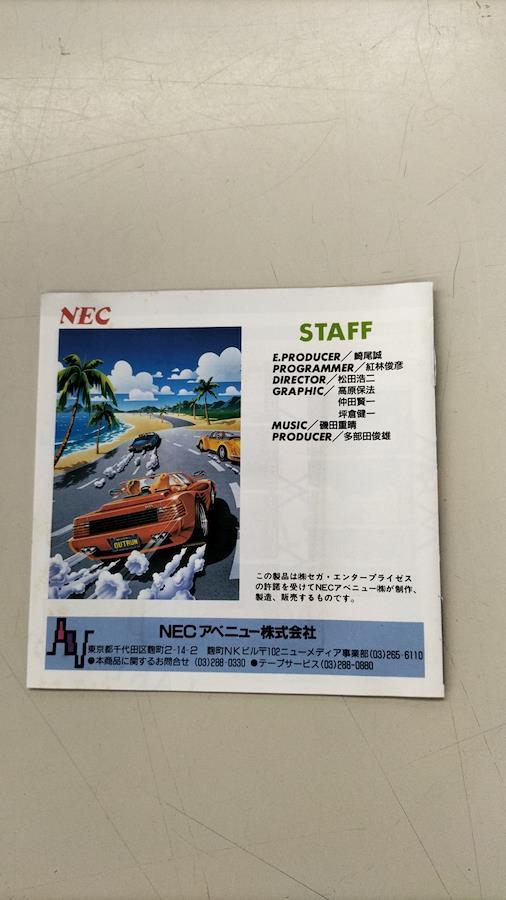 NEC
STAFF
E.PRODUCER／崎尾誠
PROGRAMMER／紅林俊彦
DIRECTOR／松田浩二
GRAPHIC／高原保法
仲田賢一
坪倉健一
MUSIC／磯田重晴
PRODUCER／多部田俊雄
OUTRUN
この製品は㈱セガ・エンタープライゼス
の許諾を受けてNECアベニュー㈱が制作、
製造、販売するものです。
NECアベニュー株式会社
東京都千代田区麹町2-14-2 麹町NKビル〒102ニューメディア事業部(03)265-6110
●本商品に関するお問合せ (03)288-0330 ●テープサービス(03)288-0880